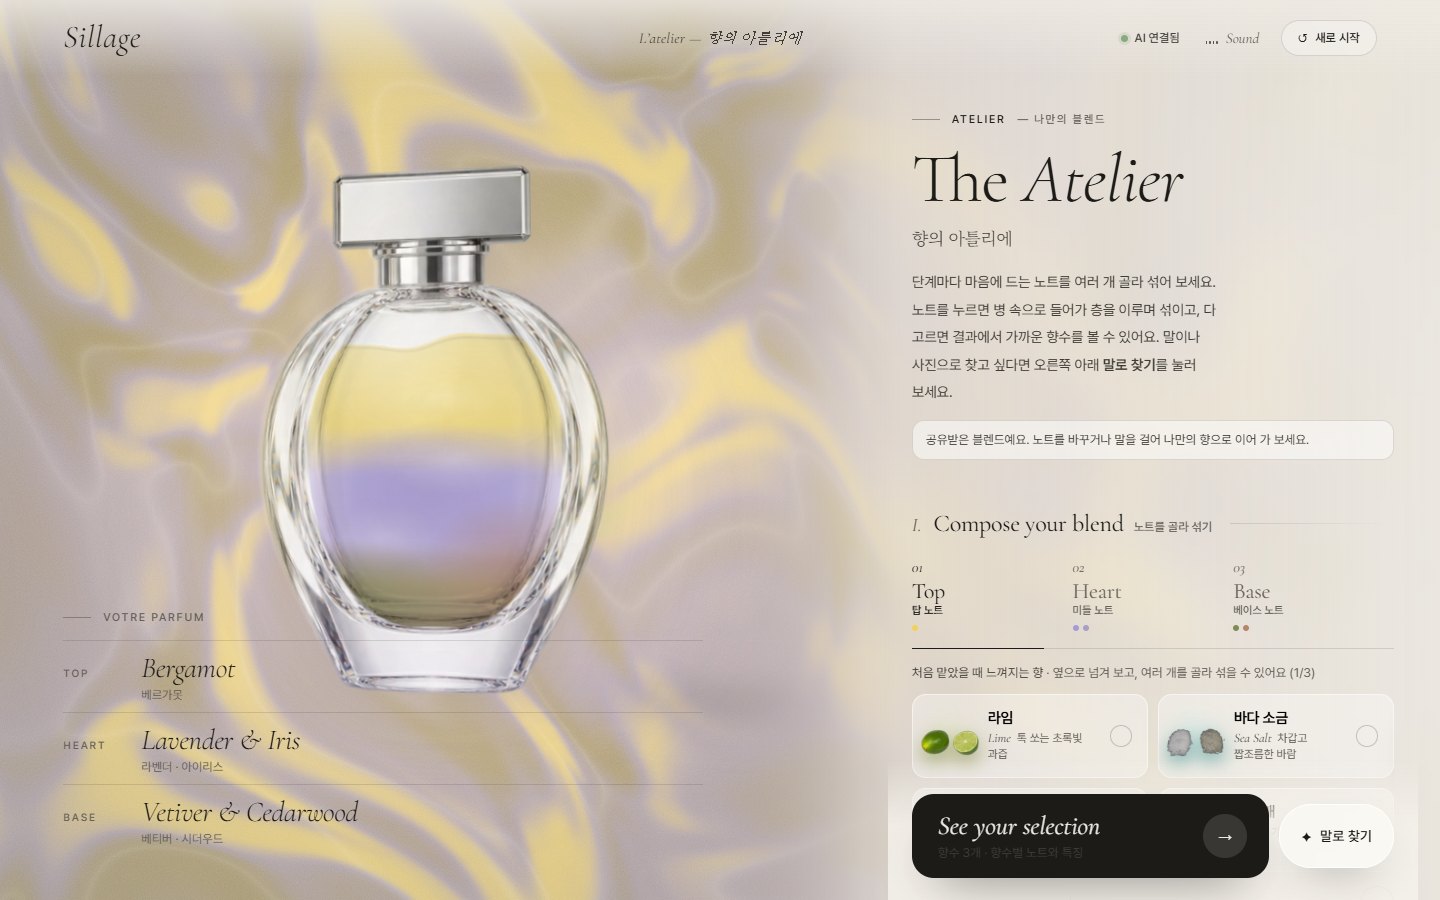 Sillage
L'atelier — 향의 아틀리에
AI 연결됨
Sound
↺ 새로 시작
ATELIER — 나만의 블렌드
The Atelier
향의 아틀리에
단계마다 마음에 드는 노트를 여러 개 골라 섞어 보세요.
노트를 누르면 병 속으로 들어가 층을 이루며 섞이고, 다
고르면 결과에서 가까운 향수를 볼 수 있어요. 말이나
사진으로 찾고 싶다면 오른쪽 아래 말로 찾기를 눌러
보세요.
공유받은 블렌드예요. 노트를 바꾸거나 말을 걸어 나만의 향으로 이어 가 보세요.
I. Compose your blend 노트를 골라 섞기
01
Top
탑 노트
02
Heart
미들 노트
03
Base
베이스 노트
처음 맡았을 때 느껴지는 향 · 옆으로 넘겨 보고, 여러 개를 골라 섞을 수 있어요 (1/3)
라임
Lime 톡 쏘는 초록빛
과즙
바다 소금
Sea Salt 차갑고
짭조름한 바람
See your selection
향수 3개 · 향수별 노트와 특징
→
✦ 말로 찾기
VOTRE PARFUM
TOP
Bergamot
베르가못
HEART
Lavender & Iris
라벤더 · 아이리스
BASE
Vetiver & Cedarwood
베티버 · 시더우드